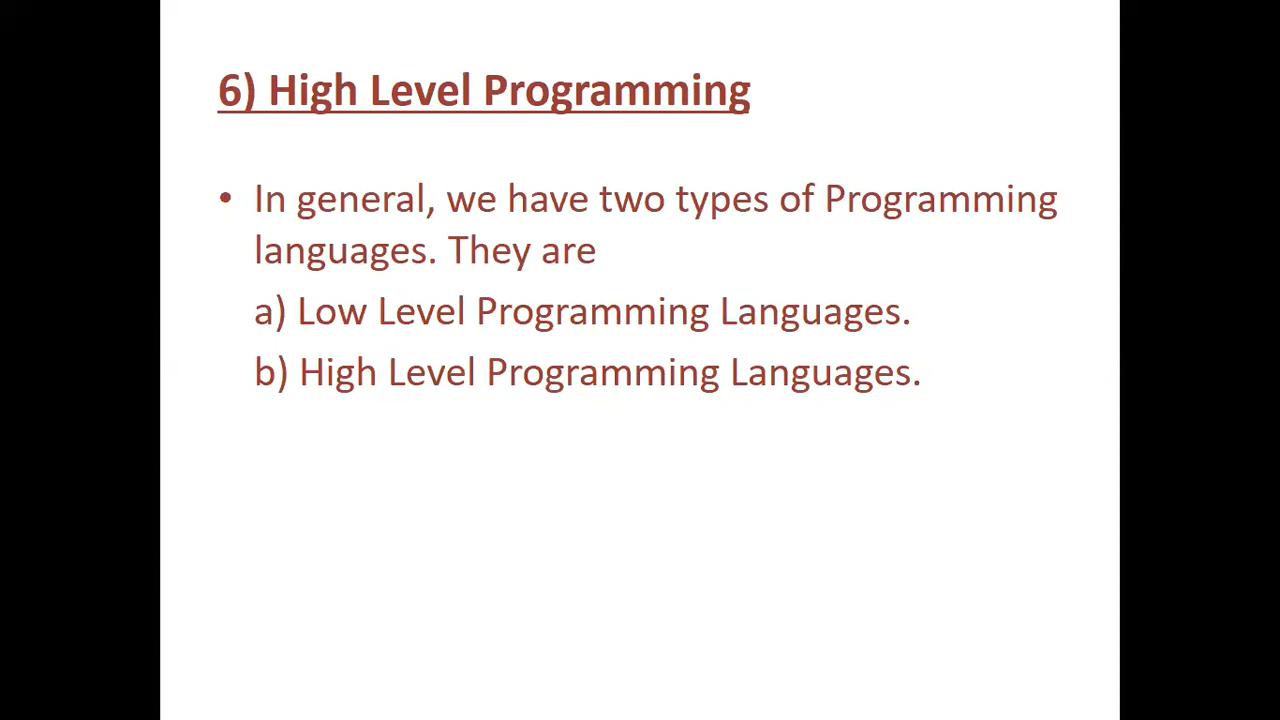 6) High Level Programming
• In general, we have two types of Programming
languages. They are
a) Low Level Programming Languages.
b) High Level Programming Languages.